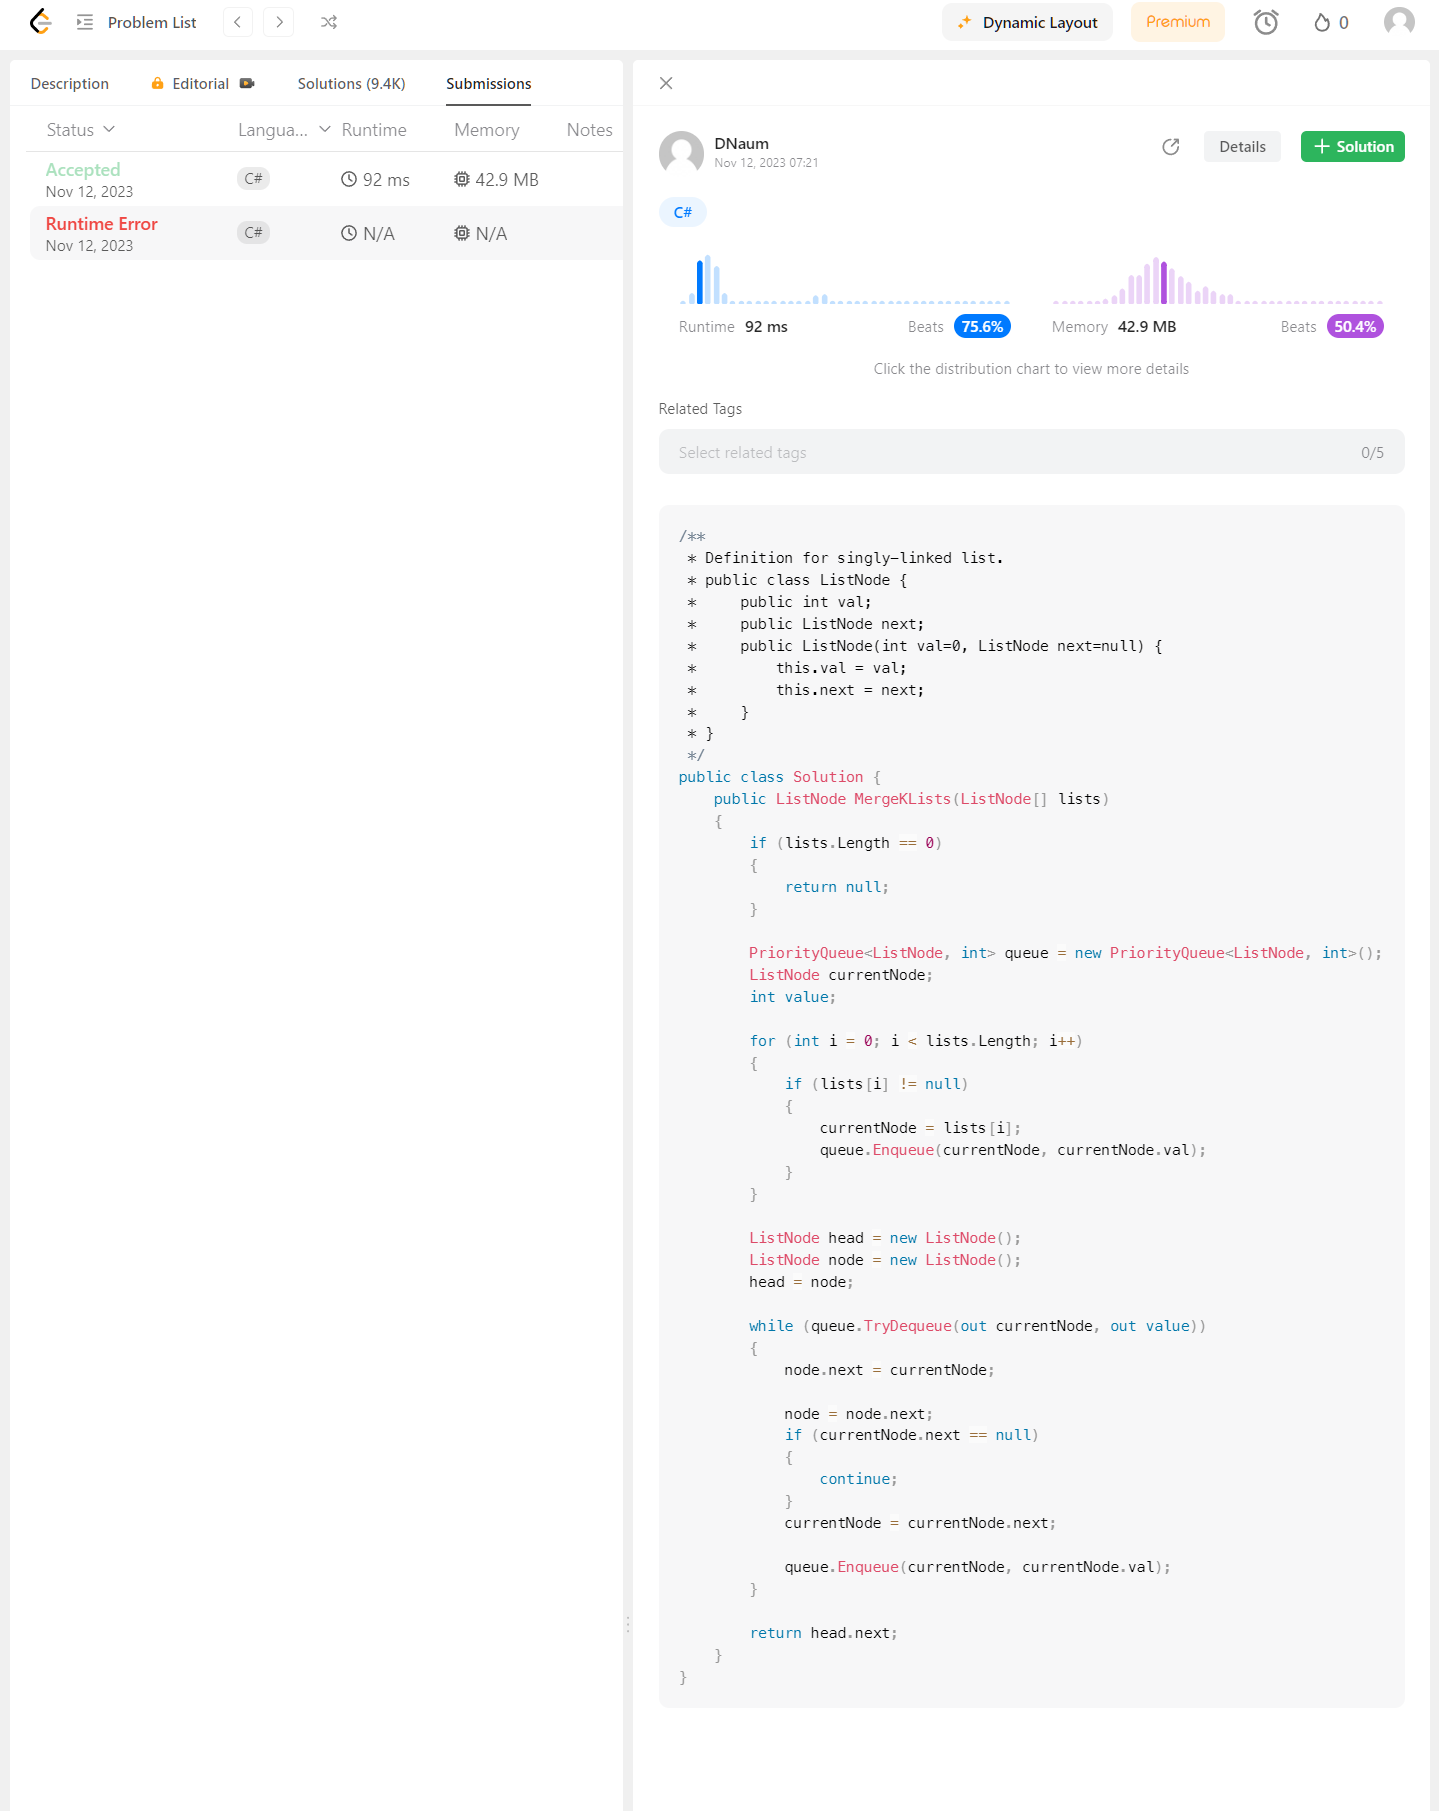 Problem List
Dynamic Layout
Premium
0
Description
Editorial
Solutions (9.4K)
Submissions
Status
Langua...
Runtime
Memory
Notes
Accepted
Nov 12, 2023
C#
92 ms
42.9 MB
Runtime Error
Nov 12, 2023
C#
N/A
N/A
DNaum
Nov 12, 2023 07:21
Details
Solution
C#
Runtime 92 ms
Beats 75.6%
Memory 42.9 MB
Beats 50.4%
Click the distribution chart to view more details
Related Tags
Select related tags
0/5
/**
 * Definition for singly-linked list.
 * public class ListNode {
 *     public int val;
 *     public ListNode next;
 *     public ListNode(int val=0, ListNode next=null) {
 *         this.val = val;
 *         this.next = next;
 *     }
 * }
 */
public class Solution {
    public ListNode MergeKLists(ListNode[] lists)
    {
        if (lists.Length == 0)
        {
            return null;
        }
        PriorityQueue<ListNode, int> queue = new PriorityQueue<ListNode, int>();
        ListNode currentNode;
        int value;
        for (int i = 0; i < lists.Length; i++)
        {
            if (lists[i] != null)
            {
                currentNode = lists[i];
                queue.Enqueue(currentNode, currentNode.val);
            }
        }
        ListNode head = new ListNode();
        ListNode node = new ListNode();
        head = node;
        while (queue.TryDequeue(out currentNode, out value))
        {
            node.next = currentNode;
            node = node.next;
            if (currentNode.next == null)
            {
                continue;
            }
            currentNode = currentNode.next;
            queue.Enqueue(currentNode, currentNode.val);
        }
        return head.next;
    }
}